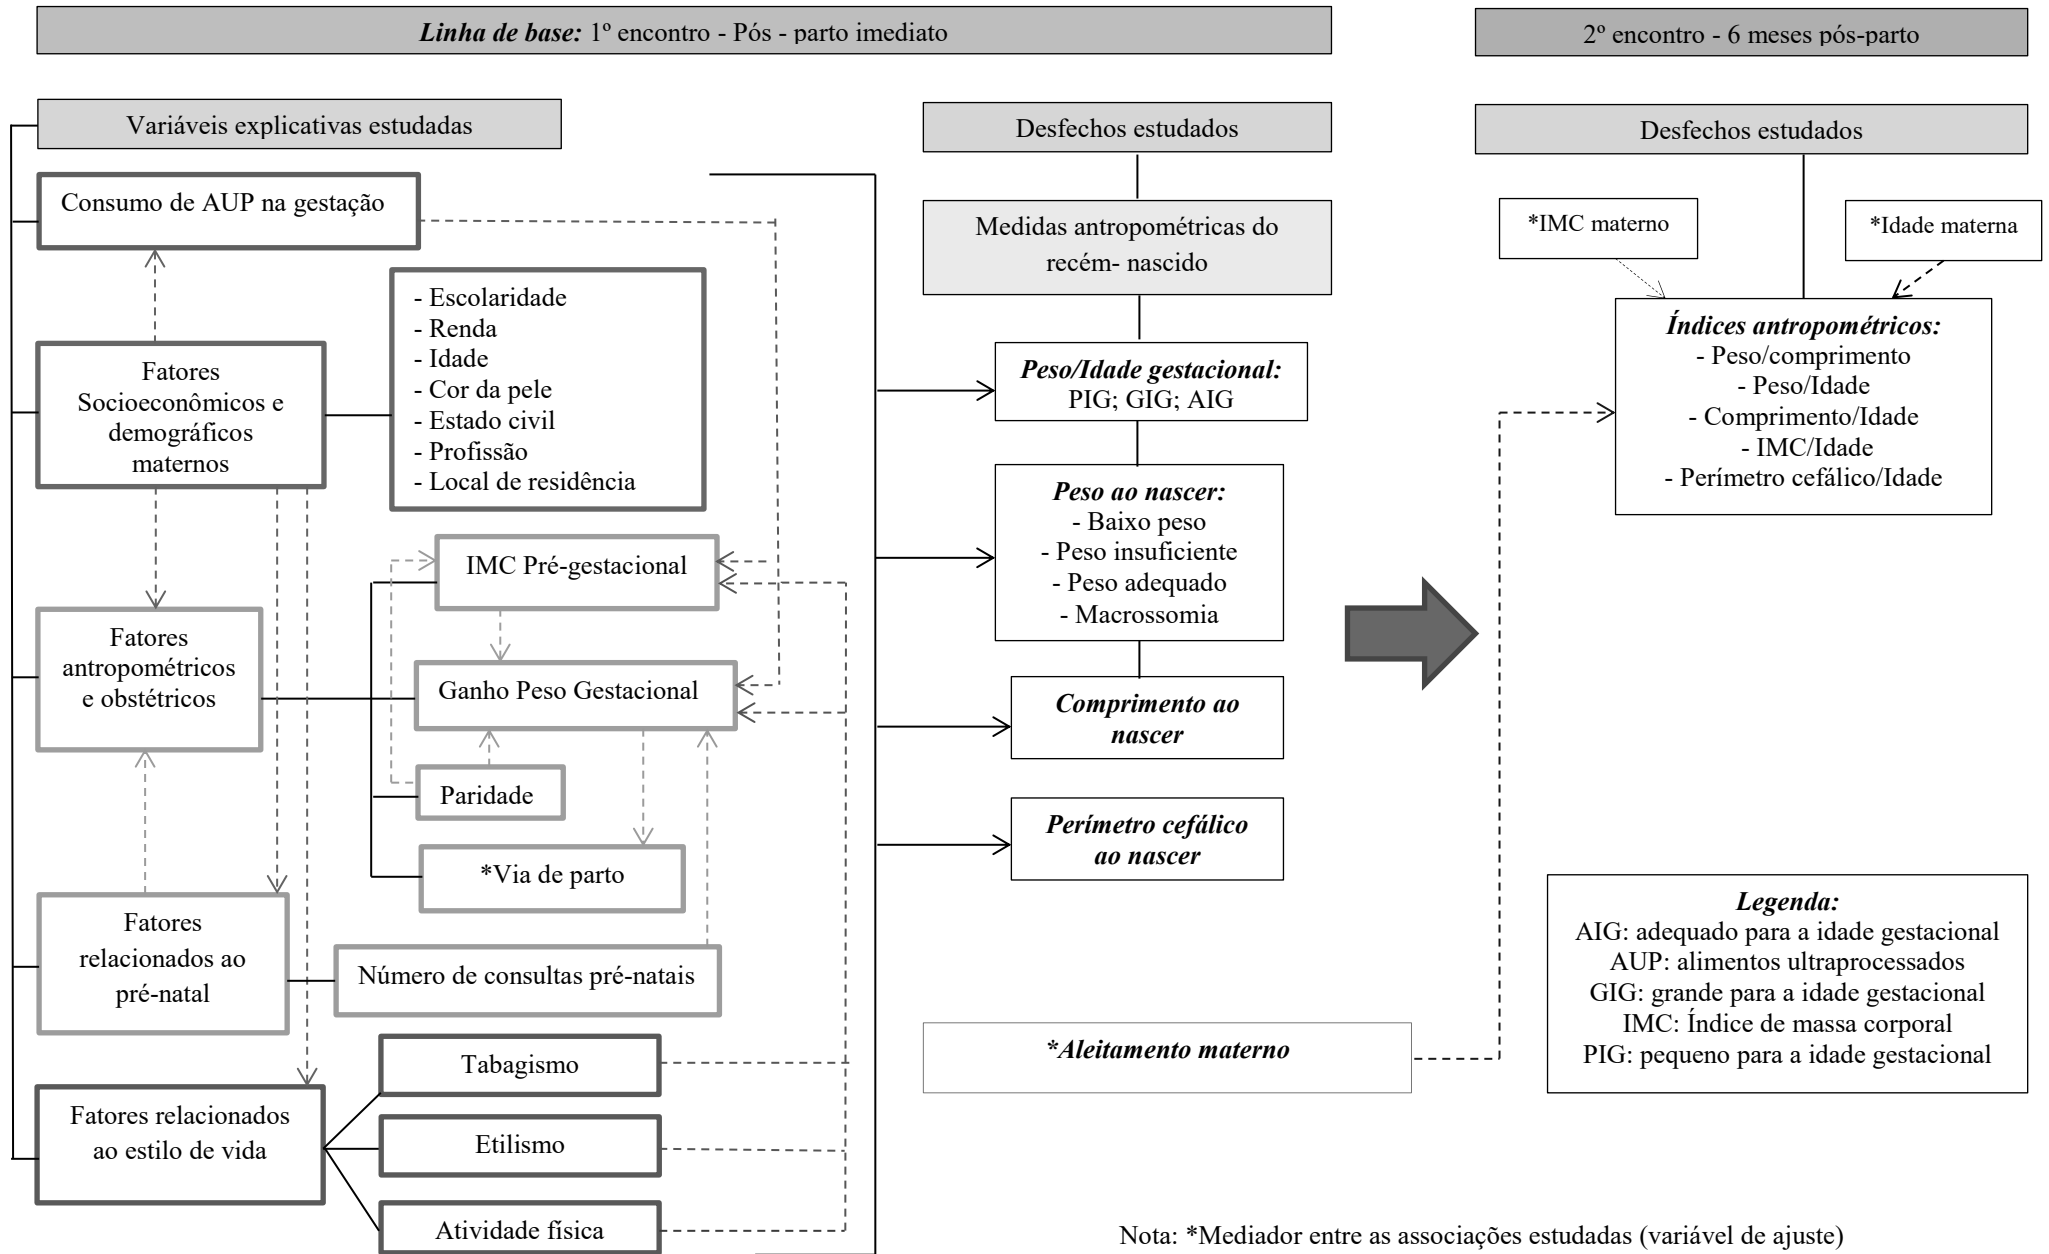 Linha de base: 1º encontro - Pós - parto imediato
2º encontro - 6 meses pós-parto
Variáveis explicativas estudadas
Consumo de AUP na gestação
Fatores
Socioeconômicos e
demográficos
maternos
- Escolaridade
- Renda
- Idade
- Cor da pele
- Estado civil
- Profissão
- Local de residência
Fatores
antropométricos
e obstétricos
IMC Pré-gestacional
Ganho Peso Gestacional
Paridade
*Via de parto
Fatores
relacionados ao
pré-natal
Número de consultas pré-natais
Fatores relacionados
ao estilo de vida
Tabagismo
Etilismo
Atividade física
Desfechos estudados
Medidas antropométricas do
recém- nascido
Peso/Idade gestacional:
PIG; GIG; AIG
Peso ao nascer:
- Baixo peso
- Peso insuficiente
- Peso adequado
- Macrossomia
Comprimento ao
nascer
Perímetro cefálico
ao nascer
*Aleitamento materno
Desfechos estudados
*IMC materno
*Idade materna
Índices antropométricos:
- Peso/comprimento
- Peso/Idade
- Comprimento/Idade
- IMC/Idade
- Perímetro cefálico/Idade
Legenda:
AIG: adequado para a idade gestacional
AUP: alimentos ultraprocessados
GIG: grande para a idade gestacional
IMC: Índice de massa corporal
PIG: pequeno para a idade gestacional
Nota: *Mediador entre as associações estudadas (variável de ajuste)